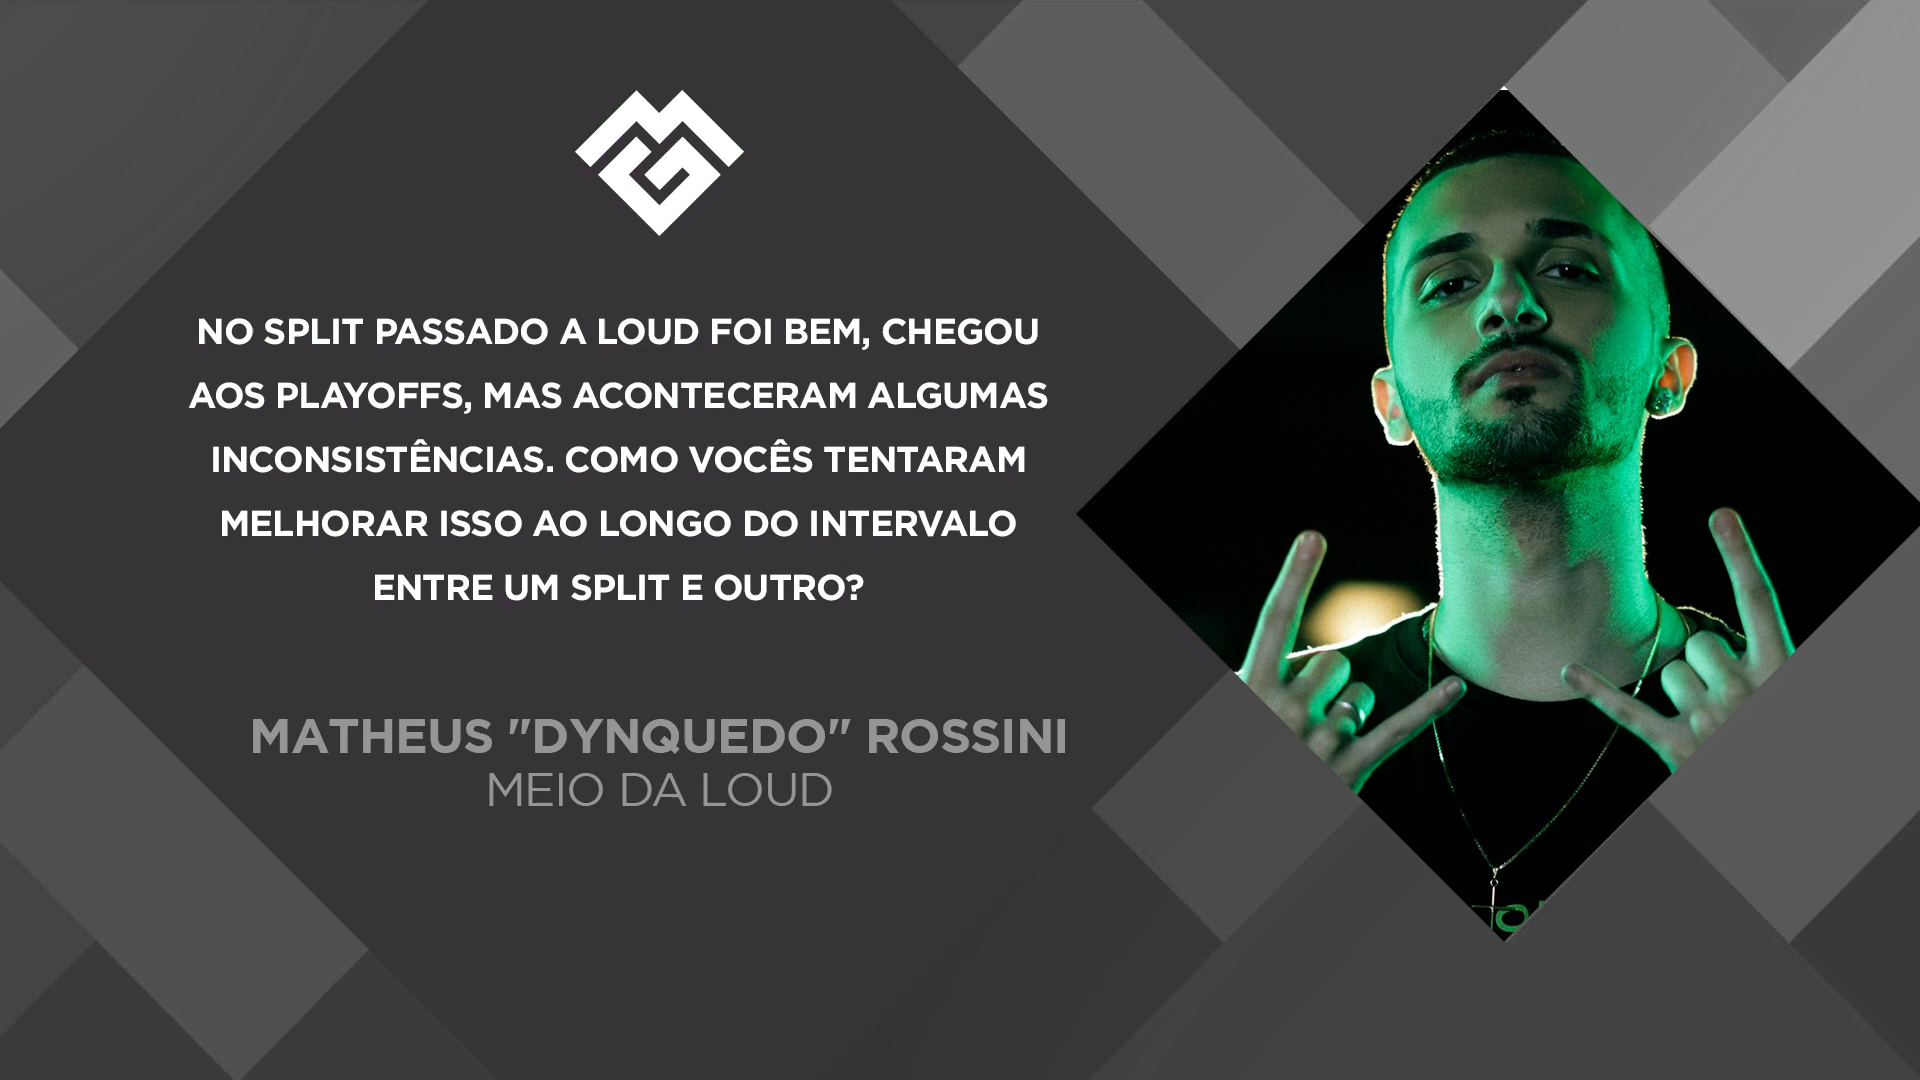 NO SPLIT PASSADO A LOUD FOI BEM, CHEGOU
AOS PLAYOFFS, MAS ACONTECERAM ALGUMAS
INCONSISTÊNCIAS. COMO VOCÊS TENTARAM
MELHORAR ISSO AO LONGO DO INTERVALO
ENTRE UM SPLIT E OUTRO?
MATHEUS "DYNQUEDO" ROSSINI
MEIO DA LOUD